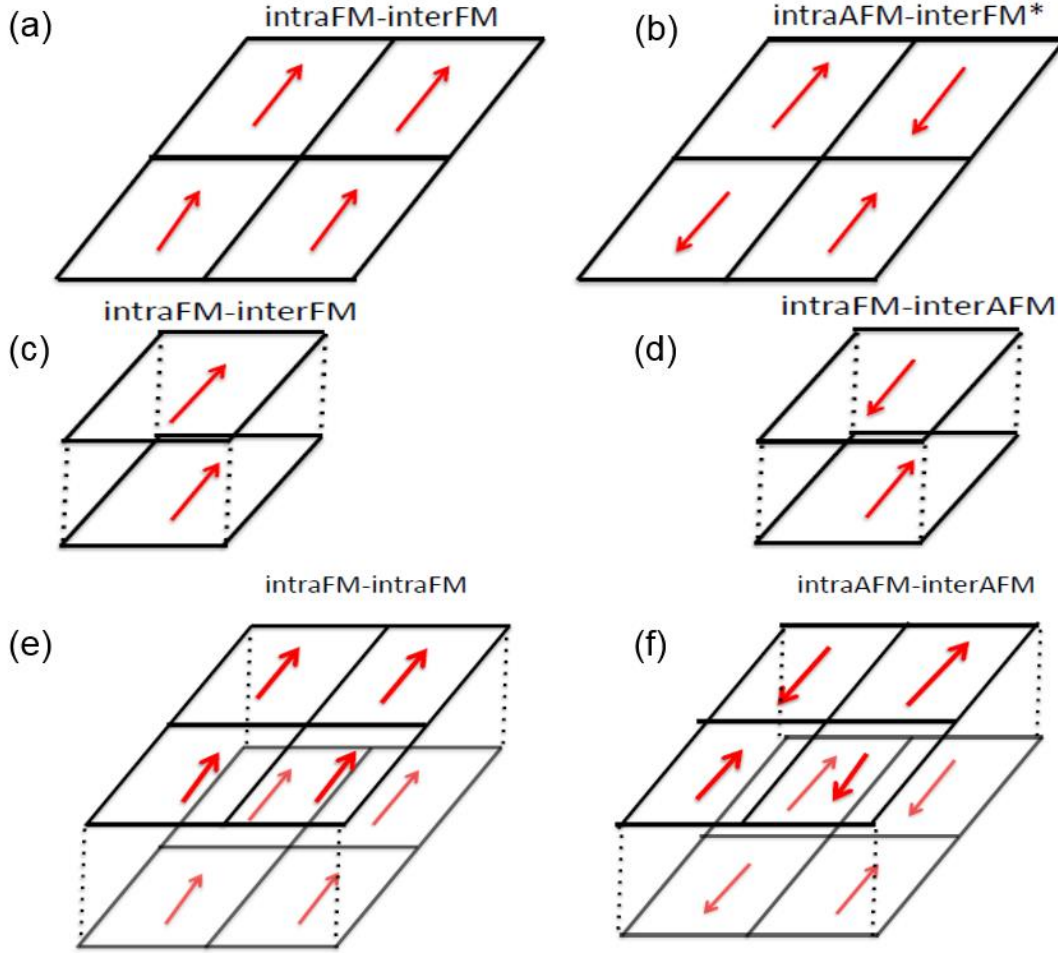 (a) intraFM-interFM
(b) intraAFM-interFM*
(c) intraFM-interFM
(d) intraFM-interAFM
(e) intraFM-intraFM
(f) intraAFM-interAFM